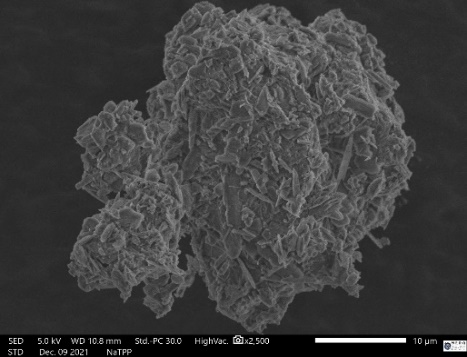 SED 5.0 kV WD 10.8 mm Std.-PC 30.0 HighVac. x2,500 10 µm
STD Dec. 09 2021 NaTPP